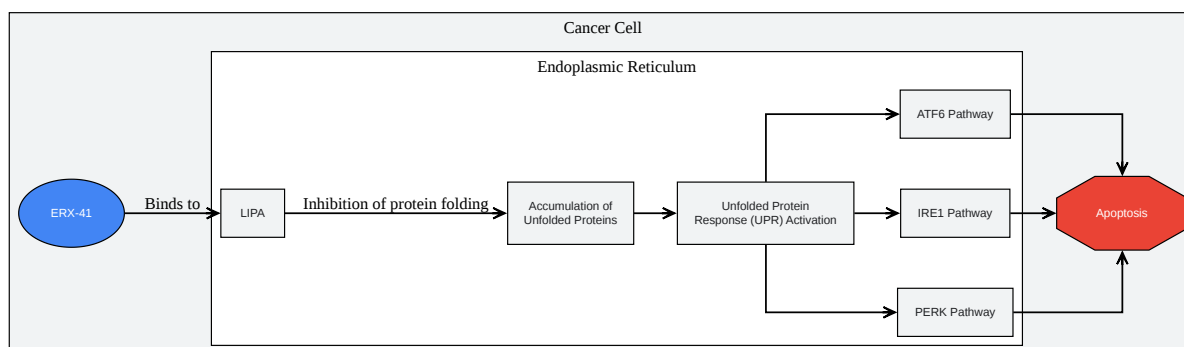 Cancer Cell
Endoplasmic Reticulum
ERX-41
Binds to
LIPA
Inhibition of protein folding
Accumulation of
Unfolded Proteins
Unfolded Protein
Response (UPR) Activation
ATF6 Pathway
IRE1 Pathway
PERK Pathway
Apoptosis